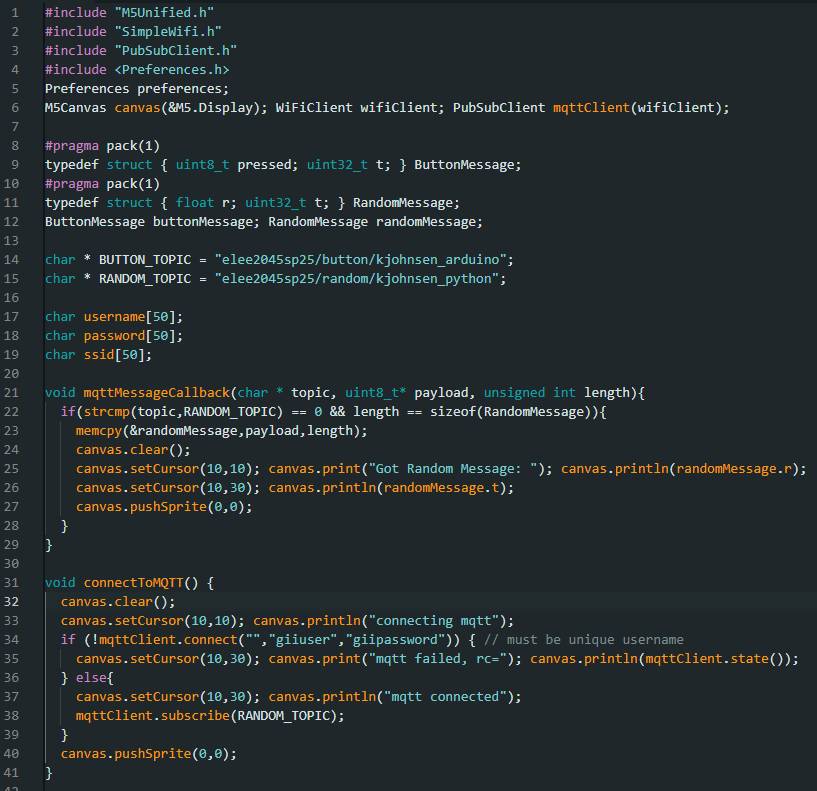 1 #include "M5Unified.h"
2 #include "SimpleWifi.h"
3 #include "PubSubClient.h"
4 #include <Preferences.h>
5 Preferences preferences;
6 M5Canvas canvas(&M5.Display); WiFiClient wifiClient; PubSubClient mqttClient(wifiClient);
7
8 #pragma pack(1)
9 typedef struct { uint8_t pressed; uint32_t t; } ButtonMessage;
10 #pragma pack(1)
11 typedef struct { float r; uint32_t t; } RandomMessage;
12 ButtonMessage buttonMessage; RandomMessage randomMessage;
13
14 char * BUTTON_TOPIC = "elee2045sp25/button/kjohnsen_arduino";
15 char * RANDOM_TOPIC = "elee2045sp25/random/kjohnsen_python";
16
17 char username[50];
18 char password[50];
19 char ssid[50];
20
21 void mqttMessageCallback(char * topic, uint8_t* payload, unsigned int length){
22   if(strcmp(topic,RANDOM_TOPIC) == 0 && length == sizeof(RandomMessage)){
23     memcpy(&randomMessage,payload,length);
24     canvas.clear();
25     canvas.setCursor(10,10); canvas.print("Got Random Message: "); canvas.println(randomMessage.r);
26     canvas.setCursor(10,30); canvas.println(randomMessage.t);
27     canvas.pushSprite(0,0);
28   }
29 }
30
31 void connectToMQTT() {
32   canvas.clear();
33   canvas.setCursor(10,10); canvas.println("connecting mqtt");
34   if (!mqttClient.connect("","giiuser","giipassword")) { // must be unique username
35     canvas.setCursor(10,30); canvas.print("mqtt failed, rc="); canvas.println(mqttClient.state());
36   } else{
37     canvas.setCursor(10,30); canvas.println("mqtt connected");
38     mqttClient.subscribe(RANDOM_TOPIC);
39   }
40   canvas.pushSprite(0,0);
41 }